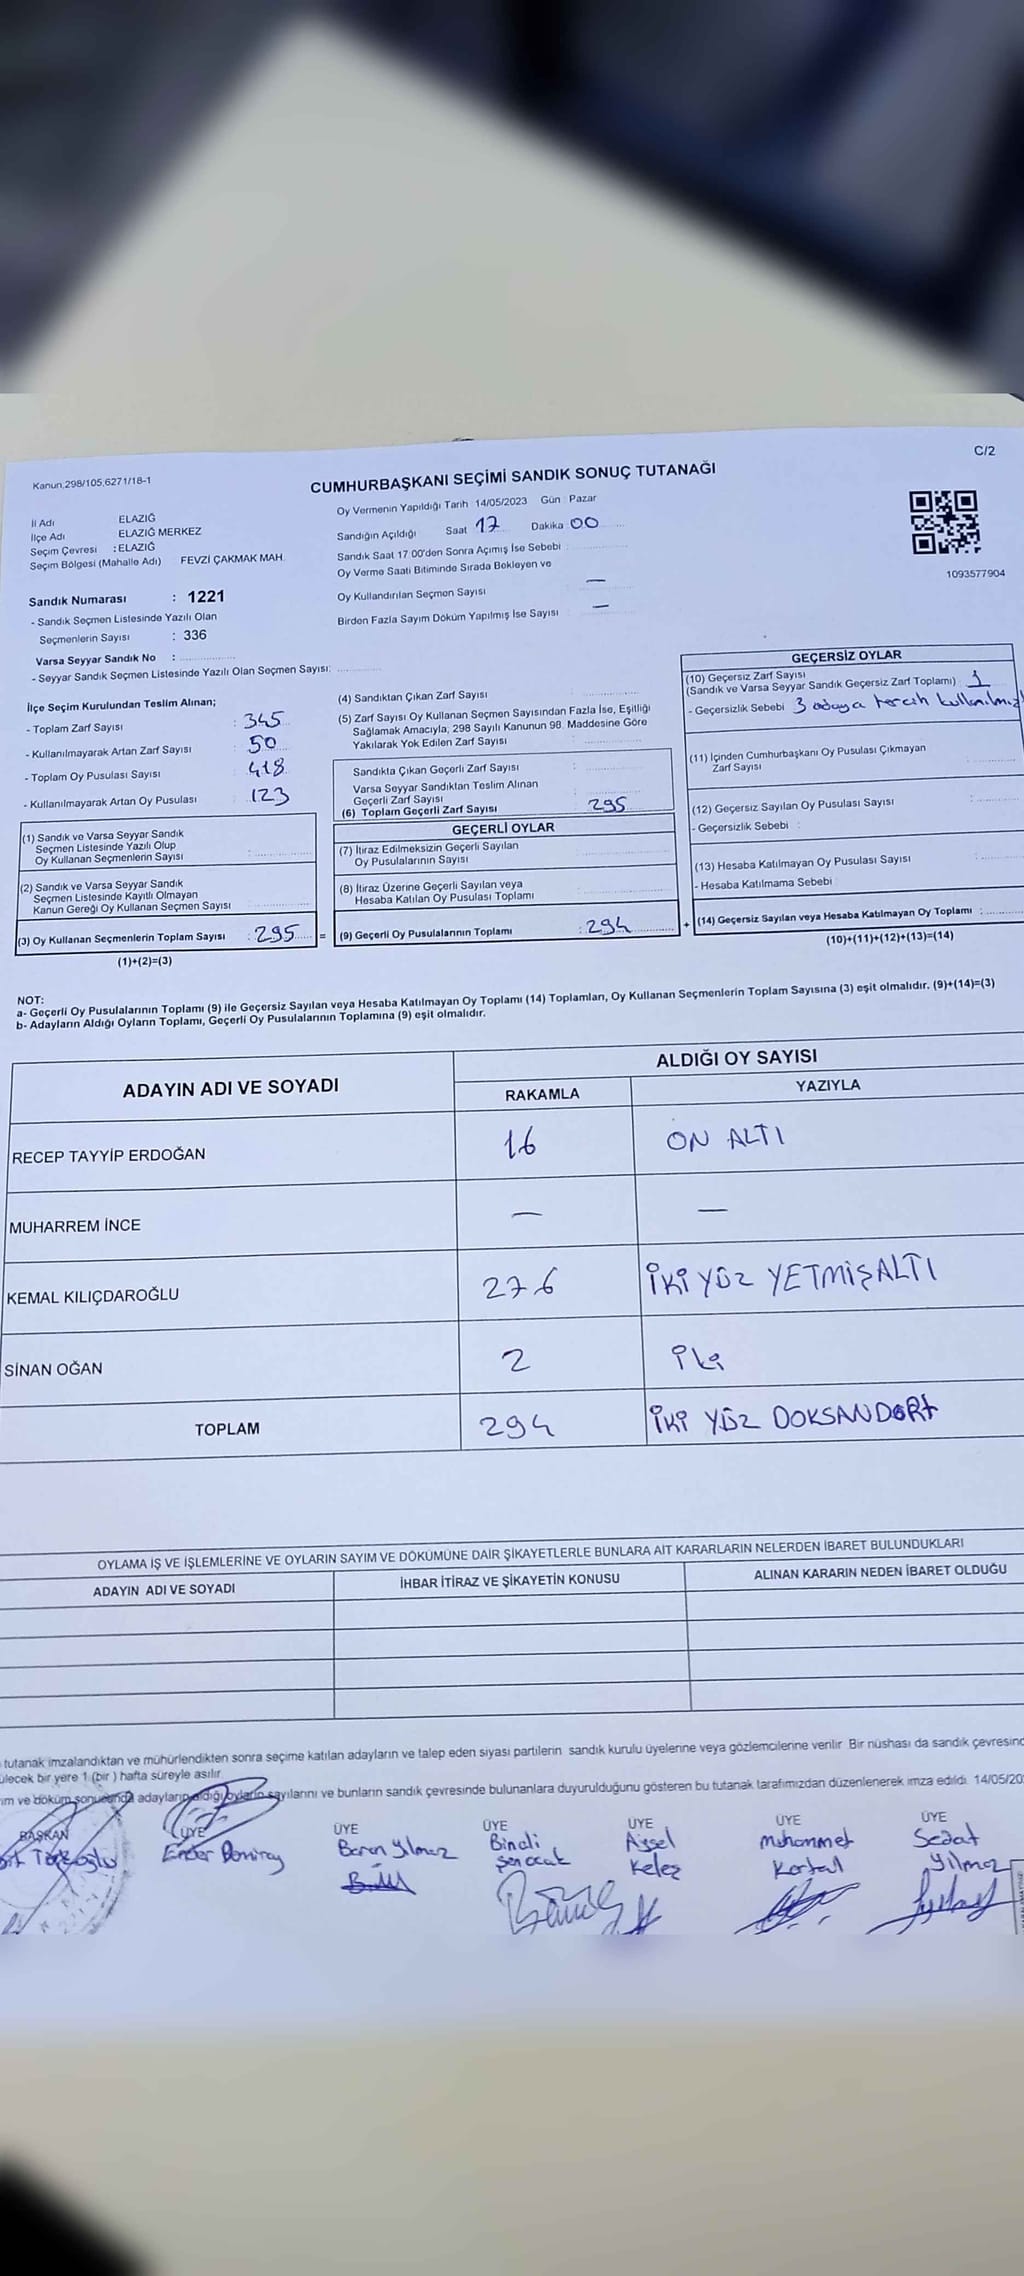 C/2
Kanun,298/105,6271/18-1
CUMHURBAŞKANI SEÇİMİ SANDIK SONUÇ TUTANAĞI
İl Adı ELAZIĞ
İlçe Adı ELAZIĞ MERKEZ
Seçim Çevresi : ELAZIĞ
Seçim Bölgesi (Mahalle Adı) FEVZİ ÇAKMAK MAH.
Sandık Numarası : 1221
- Sandık Seçmen Listesinde Yazılı Olan
Seçmenlerin Sayısı : 336
Varsa Seyyar Sandık No :
- Seyyar Sandık Seçmen Listesinde Yazılı Olan Seçmen Sayısı:
Oy Vermenin Yapıldığı Tarih 14/05/2023 Gün Pazar
Sandığın Açıldığı Saat 17 Dakika 00
Sandık Saat 17 00'den Sonra Açımış İse Sebebi
Oy Verme Saati Bitiminde Sırada Bekleyen ve
Oy Kullandırılan Seçmen Sayısı —
Birden Fazla Sayım Döküm Yapılmış İse Sayısı —
1093577904
İlçe Seçim Kurulundan Teslim Alınan;
- Toplam Zarf Sayısı : 345
- Kullanılmayarak Artan Zarf Sayısı 50
- Toplam Oy Pusulası Sayısı 418
- Kullanılmayarak Artan Oy Pusulası 123
(1) Sandık ve Varsa Seyyar Sandık
Seçmen Listesinde Yazılı Olup
Oy Kullanan Seçmenlerin Sayısı
(2) Sandık ve Varsa Seyyar Sandık
Seçmen Listesinde Kayıtlı Olmayan
Kanun Gereği Oy Kullanan Seçmen Sayısı
(3) Oy Kullanan Seçmenlerin Toplam Sayısı : 295 =
(1)+(2)=(3)
(4) Sandıktan Çıkan Zarf Sayısı
(5) Zarf Sayısı Oy Kullanan Seçmen Sayısından Fazla İse, Eşitliği
Sağlamak Amacıyla, 298 Sayılı Kanunun 98. Maddesine Göre
Yakılarak Yok Edilen Zarf Sayısı
Sandıkta Çıkan Geçerli Zarf Sayısı
Varsa Seyyar Sandıktan Teslim Alınan
Geçerli Zarf Sayısı
(6) Toplam Geçerli Zarf Sayısı 295
GEÇERLİ OYLAR
(7) İtiraz Edilmeksizin Geçerli Sayılan
Oy Pusulalarının Sayısı
(8) İtiraz Üzerine Geçerli Sayılan veya
Hesaba Katılan Oy Pusulası Toplamı
(9) Geçerli Oy Pusulalarının Toplamı : 294 +
GEÇERSİZ OYLAR
(10) Geçersiz Zarf Sayısı
(Sandık ve Varsa Seyyar Sandık Geçersiz Zarf Toplamı) 1
- Geçersizlik Sebebi 3 adaya tercih kullanılmış
(11) İçinden Cumhurbaşkanı Oy Pusulası Çıkmayan
Zarf Sayısı
(12) Geçersiz Sayılan Oy Pusulası Sayısı :
- Geçersizlik Sebebi :
(13) Hesaba Katılmayan Oy Pusulası Sayısı
- Hesaba Katılmama Sebebi
(14) Geçersiz Sayılan veya Hesaba Katılmayan Oy Toplamı :
(10)+(11)+(12)+(13)=(14)
NOT:
a- Geçerli Oy Pusulalarının Toplamı (9) ile Geçersiz Sayılan veya Hesaba Katılmayan Oy Toplamı (14) Toplamları, Oy Kullanan Seçmenlerin Toplam Sayısına (3) eşit olmalıdır. (9)+(14)=(3)
b- Adayların Aldığı Oyların Toplamı, Geçerli Oy Pusulalarının Toplamına (9) eşit olmalıdır.
ADAYIN ADI VE SOYADI
ALDIĞI OY SAYISI
RAKAMLA YAZIYLA
RECEP TAYYİP ERDOĞAN 16 ON ALTI
MUHARREM İNCE — —
KEMAL KILIÇDAROĞLU 276 İKİ YÜZ YETMİŞALTI
SİNAN OĞAN 2 İki
TOPLAM 294 İKİ YÜZ DOKSANDÖRt
OYLAMA İŞ VE İŞLEMLERİNE VE OYLARIN SAYIM VE DÖKÜMÜNE DAİR ŞİKAYETLERLE BUNLARA AİT KARARLARIN NELERDEN İBARET BULUNDUKLARI
ADAYIN ADI VE SOYADI İHBAR İTİRAZ VE ŞİKAYETİN KONUSU ALINAN KARARIN NEDEN İBARET OLDUĞU
tutanak imzalandıktan ve mühürlendikten sonra seçime katılan adayların ve talep eden siyasi partilerin sandık kurulu üyelerine veya gözlemcilerine verilir Bir nüshası da sandık çevresind
ülecek bir yere 1 (bir ) hafta süreyle asılır
ım ve döküm sonucunda adayların aldığı oyların sayılarını ve bunların sandık çevresinde bulunanlara duyurulduğunu gösteren bu tutanak tarafımızdan düzenlenerek imza edildi 14/05/20
BAŞKAN ÜYE ÜYE ÜYE ÜYE ÜYE ÜYE
Ender Demiray Baran Yılmaz Binali Aysel Muhammet Sedat
Şenocak Keleş Kartal Yılmaz